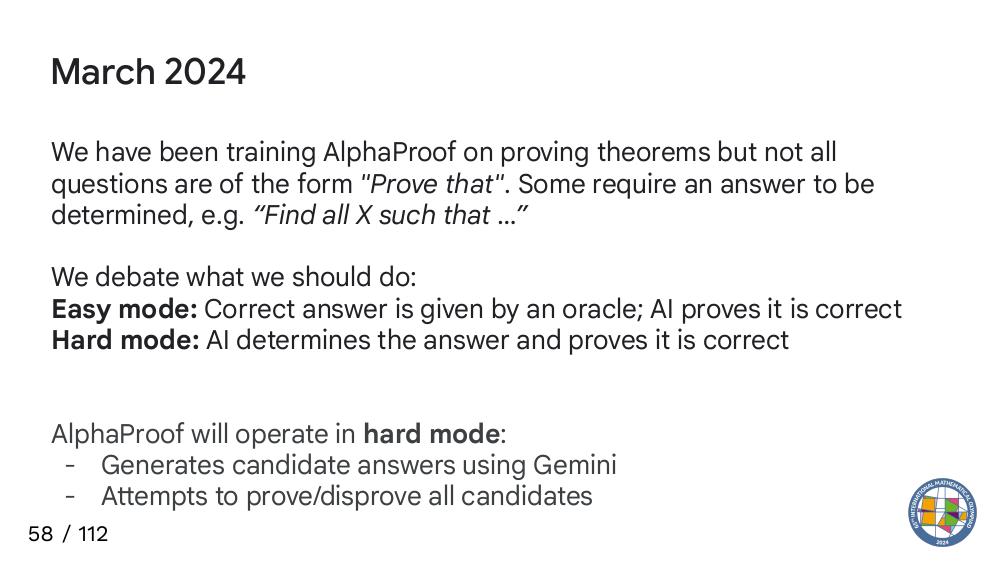 March 2024
We have been training AlphaProof on proving theorems but not all
questions are of the form "Prove that". Some require an answer to be
determined, e.g. “Find all X such that ...”
We debate what we should do:
Easy mode: Correct answer is given by an oracle; AI proves it is correct
Hard mode: AI determines the answer and proves it is correct
AlphaProof will operate in hard mode:
- Generates candidate answers using Gemini
- Attempts to prove/disprove all candidates
58 / 112
INTERNATIONAL MATHEMATICAL OLYMPIAD
2024